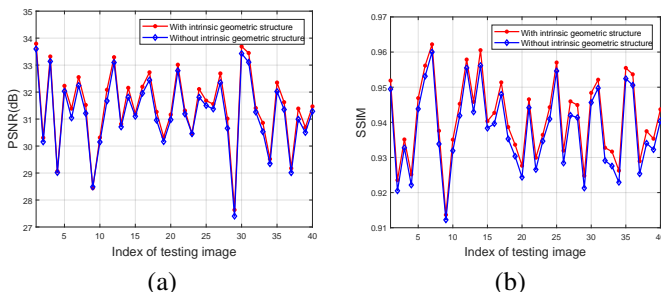 35
34
33
32
31
30
29
28
27
PSNR(dB)
With intrinsic geometric structure
Without intrinsic geometric structure
5 10 15 20 25 30 35 40
Index of testing image
(a)
0.97
0.96
0.95
0.94
0.93
0.92
0.91
SSIM
With intrinsic geometric structure
Without intrinsic geometric structure
5 10 15 20 25 30 35 40
Index of testing image
(b)